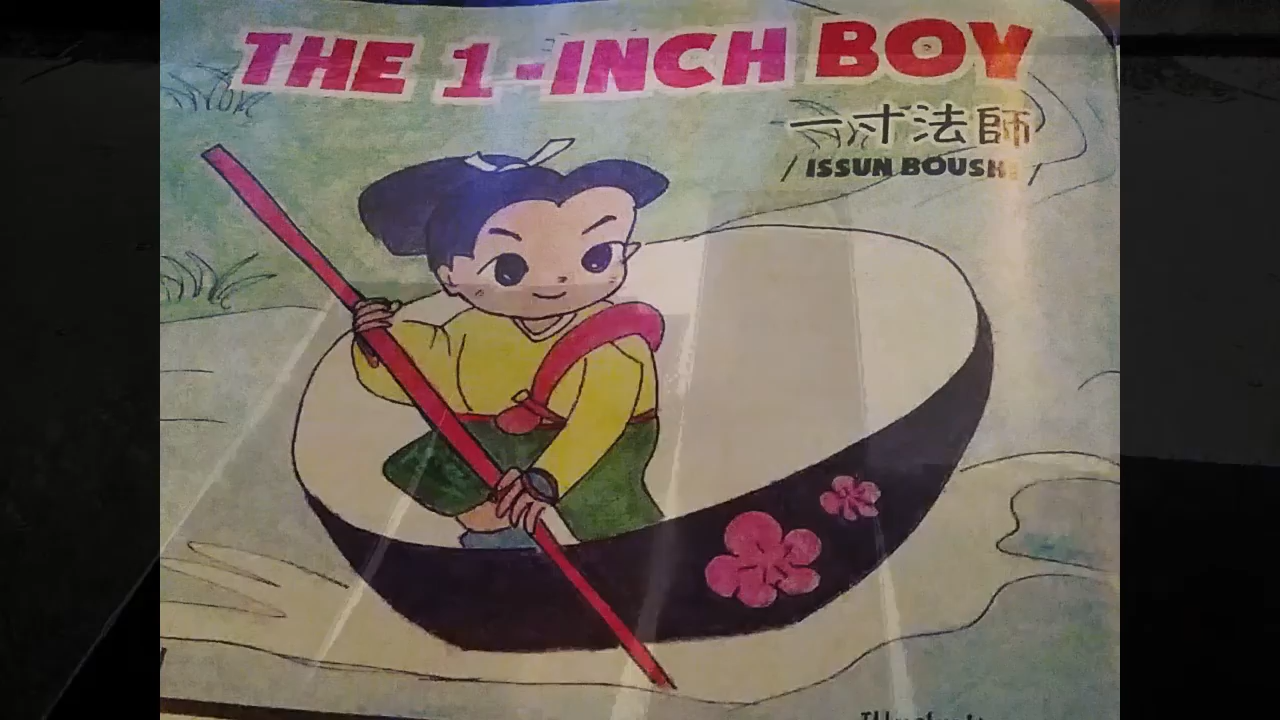 THE 1-INCH BOY
一寸法師
ISSUN BOUSHI